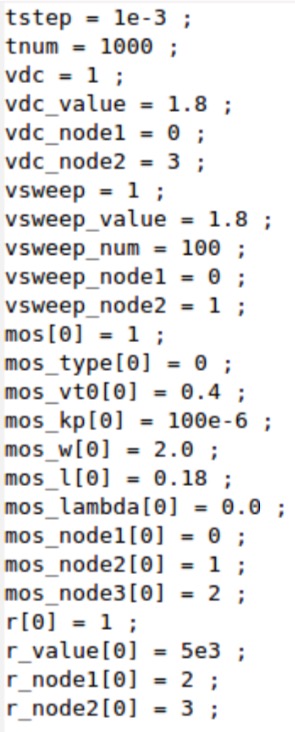 tstep = 1e-3 ;
tnum = 1000 ;
vdc = 1 ;
vdc_value = 1.8 ;
vdc_node1 = 0 ;
vdc_node2 = 3 ;
vsweep = 1 ;
vsweep_value = 1.8 ;
vsweep_num = 100 ;
vsweep_node1 = 0 ;
vsweep_node2 = 1 ;
mos[0] = 1 ;
mos_type[0] = 0 ;
mos_vt0[0] = 0.4 ;
mos_kp[0] = 100e-6 ;
mos_w[0] = 2.0 ;
mos_l[0] = 0.18 ;
mos_lambda[0] = 0.0 ;
mos_node1[0] = 0 ;
mos_node2[0] = 1 ;
mos_node3[0] = 2 ;
r[0] = 1 ;
r_value[0] = 5e3 ;
r_node1[0] = 2 ;
r_node2[0] = 3 ;